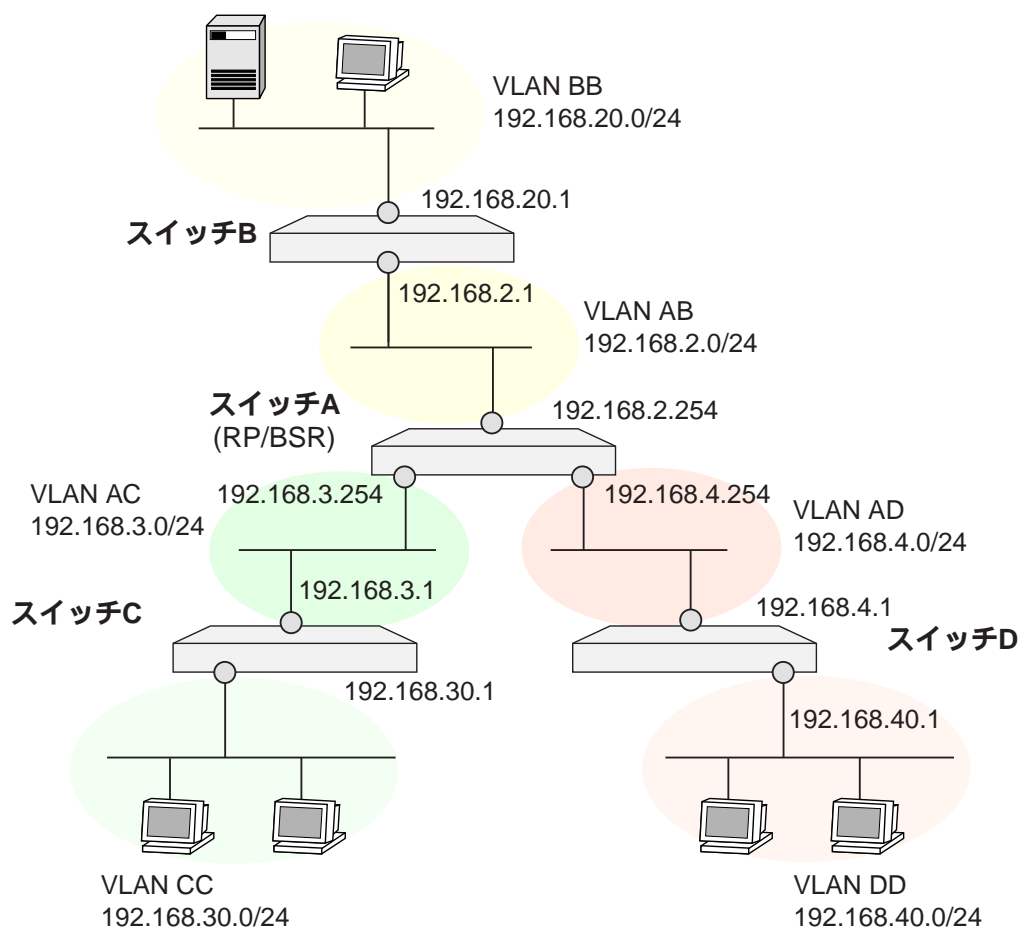 VLAN BB
192.168.20.0/24
192.168.20.1
スイッチB
192.168.2.1
VLAN AB
192.168.2.0/24
スイッチA
(RP/BSR)
192.168.2.254
VLAN AC
192.168.3.0/24
192.168.3.254
192.168.4.254
VLAN AD
192.168.4.0/24
192.168.3.1
192.168.4.1
スイッチC
スイッチD
192.168.30.1
192.168.40.1
VLAN CC
192.168.30.0/24
VLAN DD
192.168.40.0/24